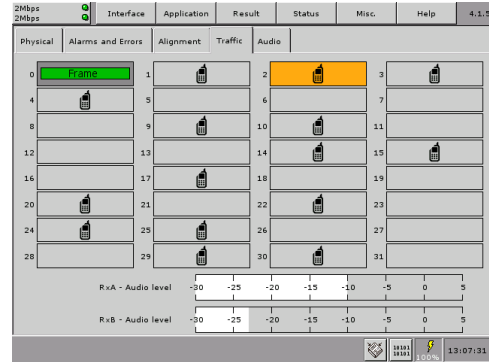 2Mbps
2Mbps
Interface Application Result Status Misc. Help 4.1.5
Physical Alarms and Errors Alignment Traffic Audio
0 Frame 1 2 3
4 5 6 7
8 9 10 11
12 13 14 15
16 17 18 19
20 21 22 23
24 25 26 27
28 29 30 31
RxA - Audio level -30 -25 -20 -15 -10 -5 0 5
RxB - Audio level -30 -25 -20 -15 -10 -5 0 5
10101
10101
100%
13:07:31